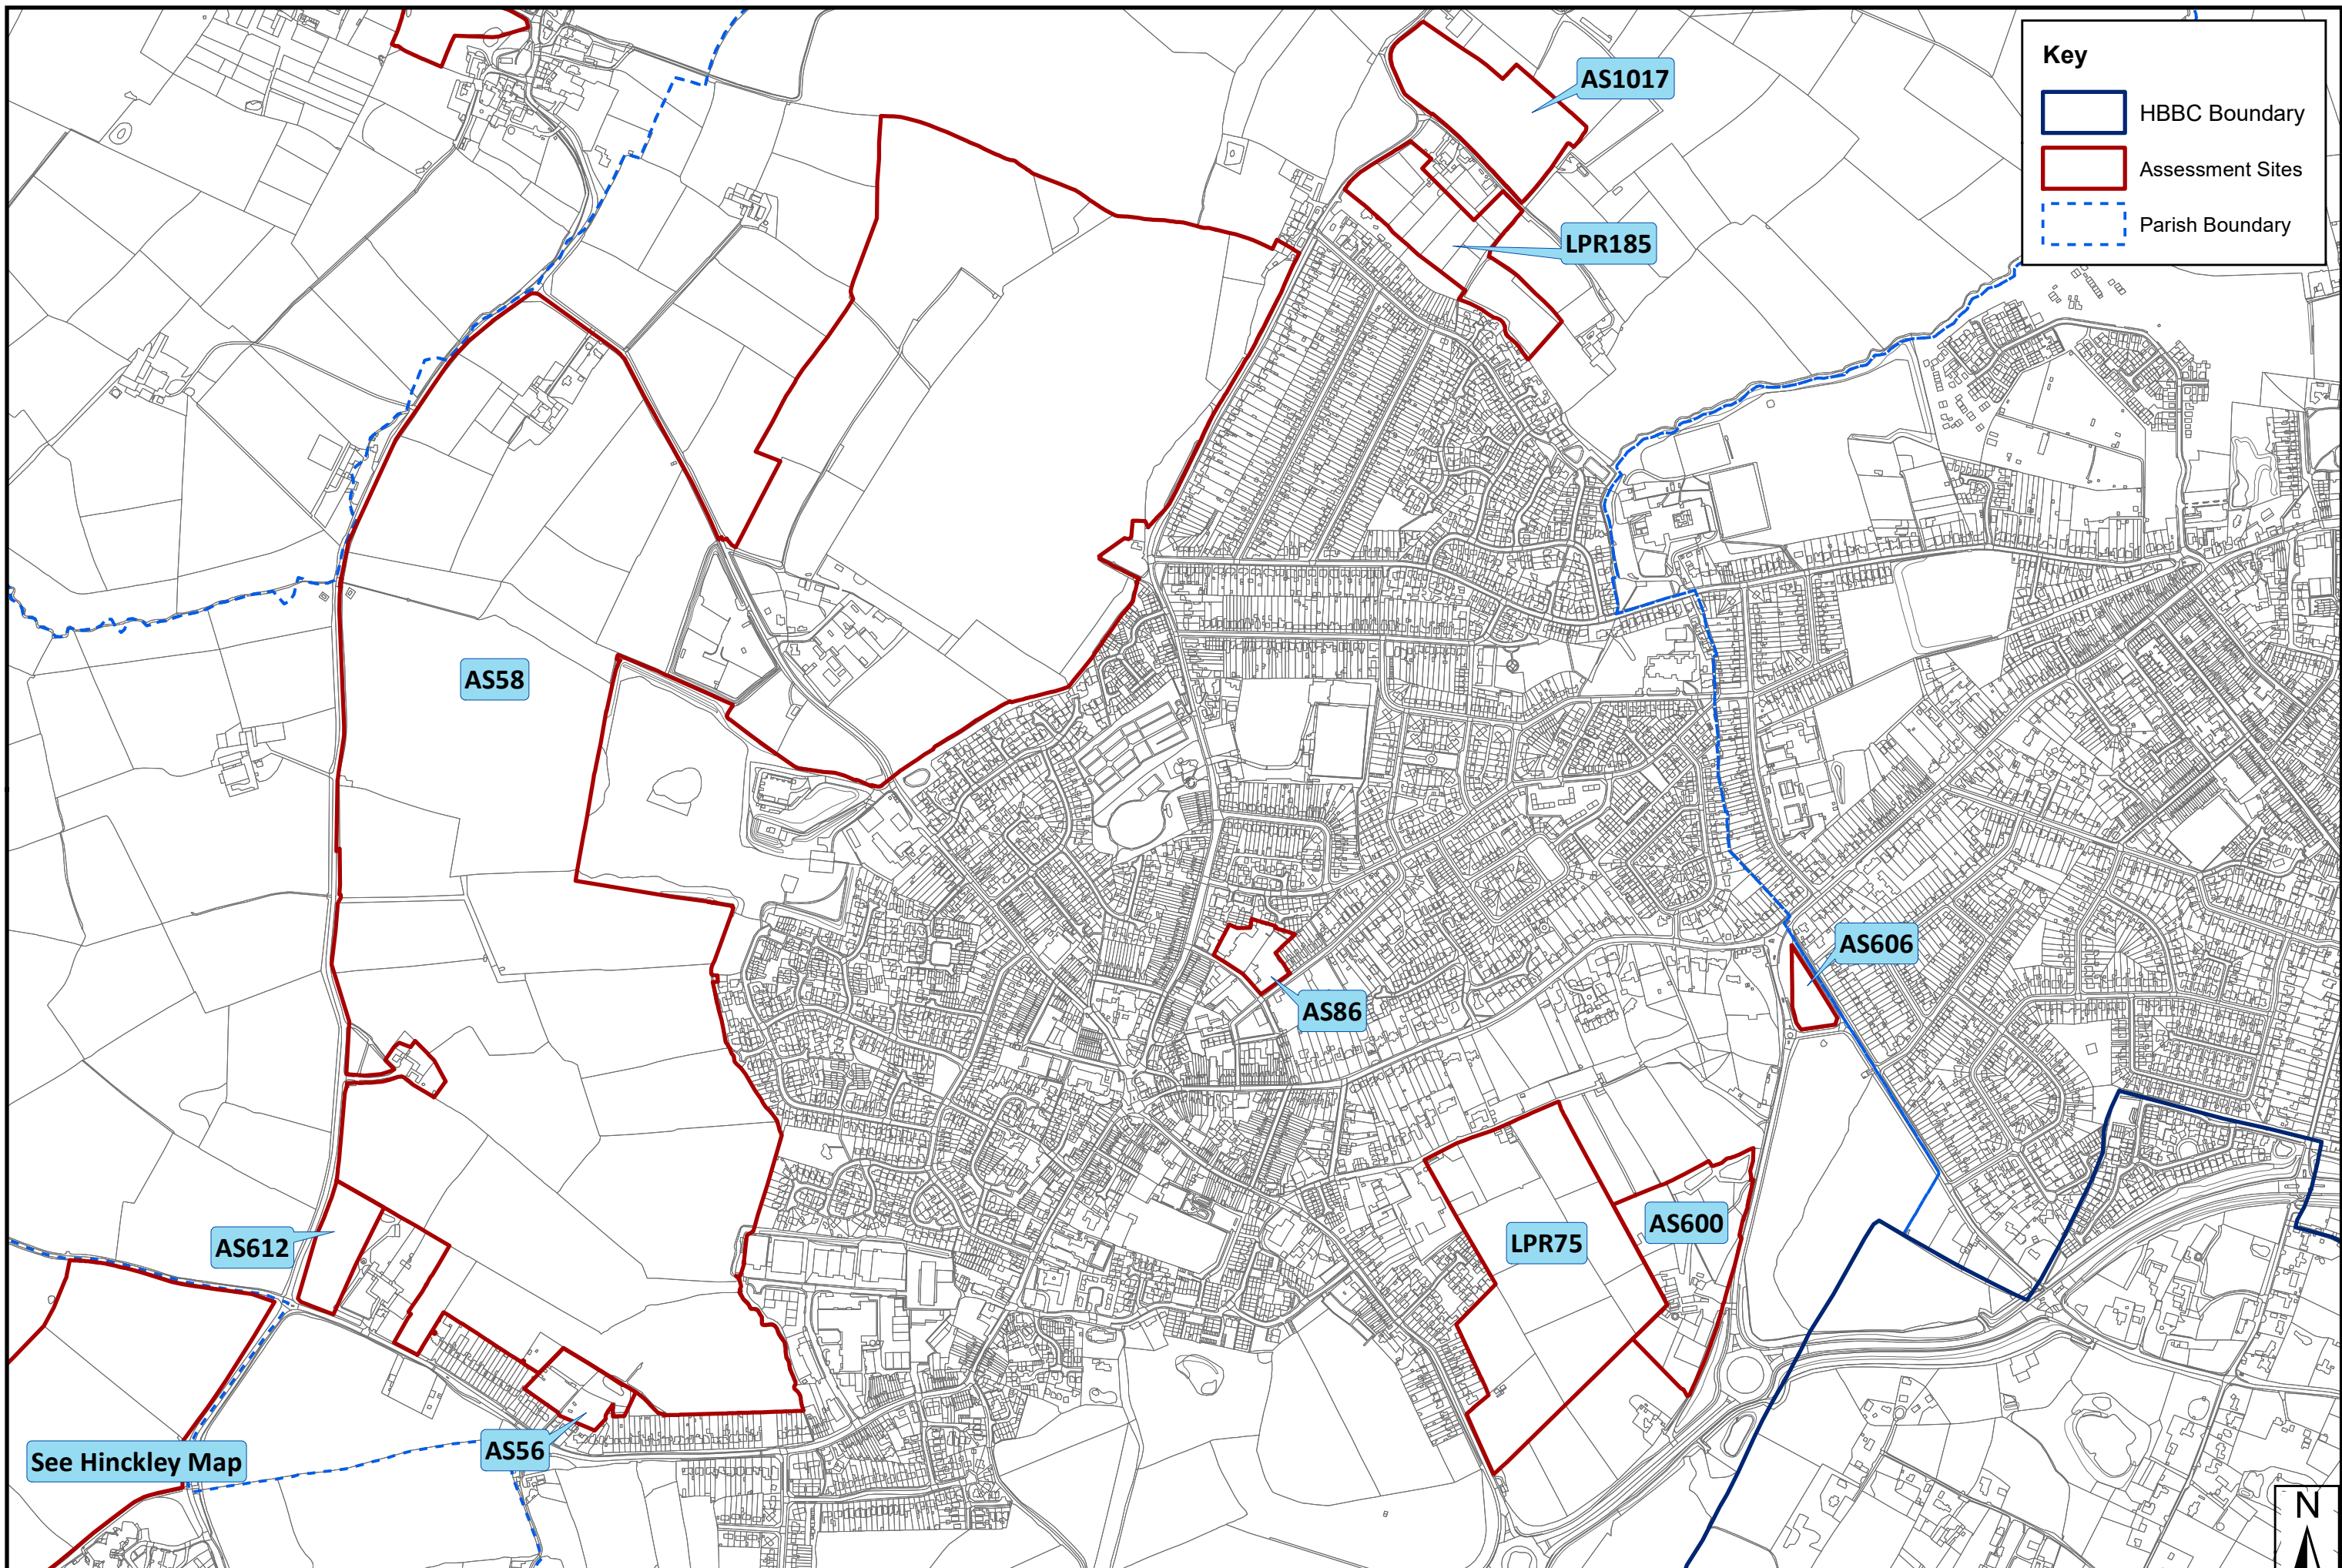 Key
HBBC Boundary
Assessment Sites
Parish Boundary
AS1017
LPR185
AS58
AS606
AS86
AS612
LPR75
AS600
AS56
See Hinckley Map
N